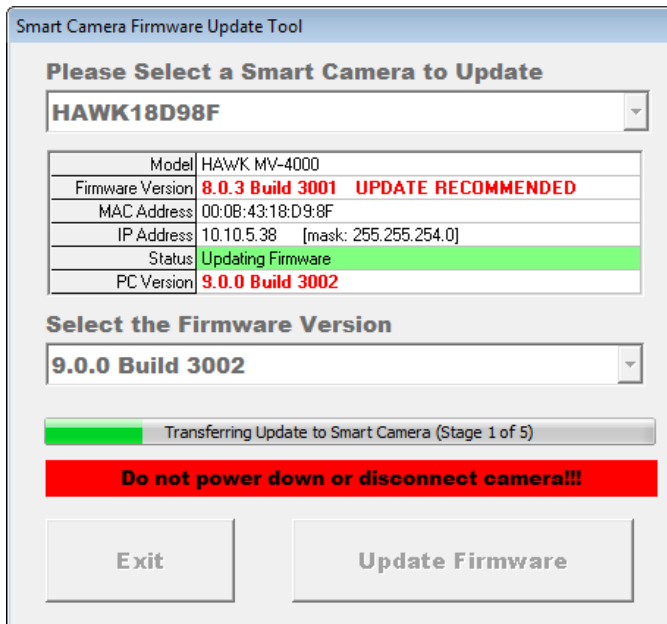 Smart Camera Firmware Update Tool
Please Select a Smart Camera to Update
HAWK18D98F
Model HAWK MV-4000
Firmware Version 8.0.3 Build 3001 UPDATE RECOMMENDED
MAC Address 00:0B:43:18:D9:8F
IP Address 10.10.5.38 [mask: 255.255.254.0]
Status Updating Firmware
PC Version 9.0.0 Build 3002
Select the Firmware Version
9.0.0 Build 3002
Transferring Update to Smart Camera (Stage 1 of 5)
Do not power down or disconnect camera!!!
Exit Update Firmware